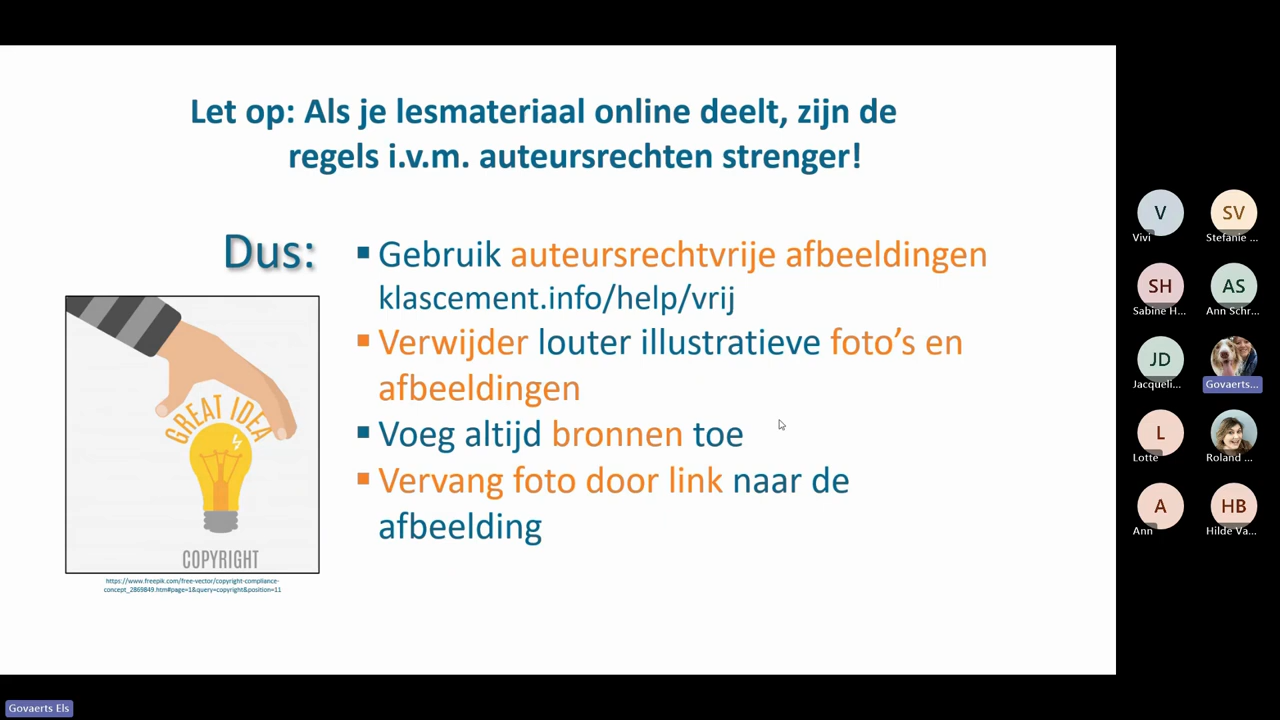 Let op: Als je lesmateriaal online deelt, zijn de
regels i.v.m. auteursrechten strenger!
Dus:
▪ Gebruik auteursrechtvrije afbeeldingen
klascement.info/help/vrij
▪ Verwijder louter illustratieve foto's en
afbeeldingen
▪ Voeg altijd bronnen toe
▪ Vervang foto door link naar de
afbeelding
GREAT IDEA
COPYRIGHT
https://www.freepik.com/free-vector/copyright-compliance-
concept_2869849.htm#page=1&query=copyright&position=11
V
Vivi
SV
Stefanie ...
SH
Sabine H...
AS
Ann Schr...
JD
Jacqueli...
Govaerts...
L
Lotte
Roland ...
A
Ann
HB
Hilde Va...
Govaerts Els